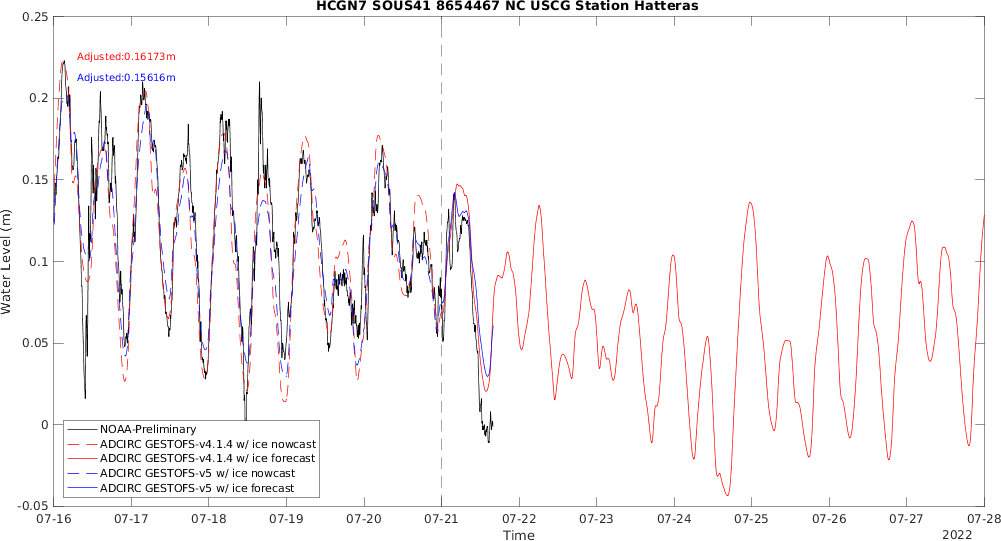 HCGN7 SOUS41 8654467 NC USCG Station Hatteras
0.25
0.2
0.15
0.1
0.05
0
-0.05
Water Level (m)
Adjusted:0.16173m
Adjusted:0.15616m
NOAA-Preliminary
ADCIRC GESTOFS-v4.1.4 w/ ice nowcast
ADCIRC GESTOFS-v4.1.4 w/ ice forecast
ADCIRC GESTOFS-v5 w/ ice nowcast
ADCIRC GESTOFS-v5 w/ ice forecast
07-16 07-17 07-18 07-19 07-20 07-21 07-22 07-23 07-24 07-25 07-26 07-27 07-28
Time
2022